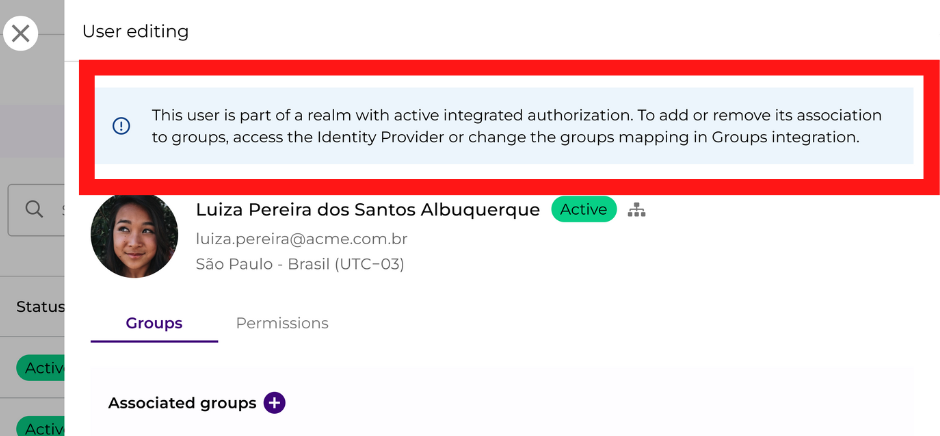 User editing
This user is part of a realm with active integrated authorization. To add or remove its association
to groups, access the Identity Provider or change the groups mapping in Groups integration.
Luiza Pereira dos Santos Albuquerque Active
luiza.pereira@acme.com.br
São Paulo - Brasil (UTC−03)
Status
Groups Permissions
Associated groups